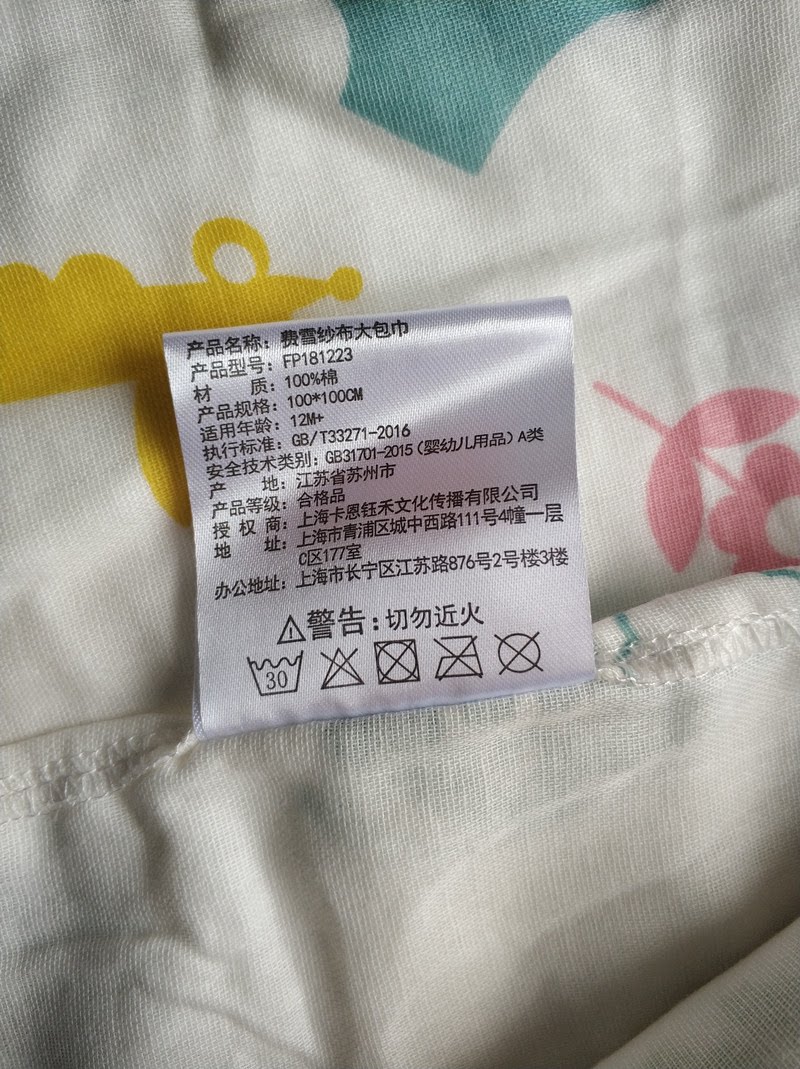 产品名称：费雪纱布大包巾
产品型号：FP181223
材 质：100%棉
产品规格：100*100CM
适用年龄：12M+
执行标准：GB/T33271-2016
安全技术类别：GB31701-2015（婴幼儿用品）A类
产 地：江苏省苏州市
产品等级：合格品
授 权 商：上海卡恩钰禾文化传播有限公司
地 址：上海市青浦区城中西路111号4幢一层
C区177室
办公地址：上海市长宁区江苏路876号2号楼3楼
警告：切勿近火
30